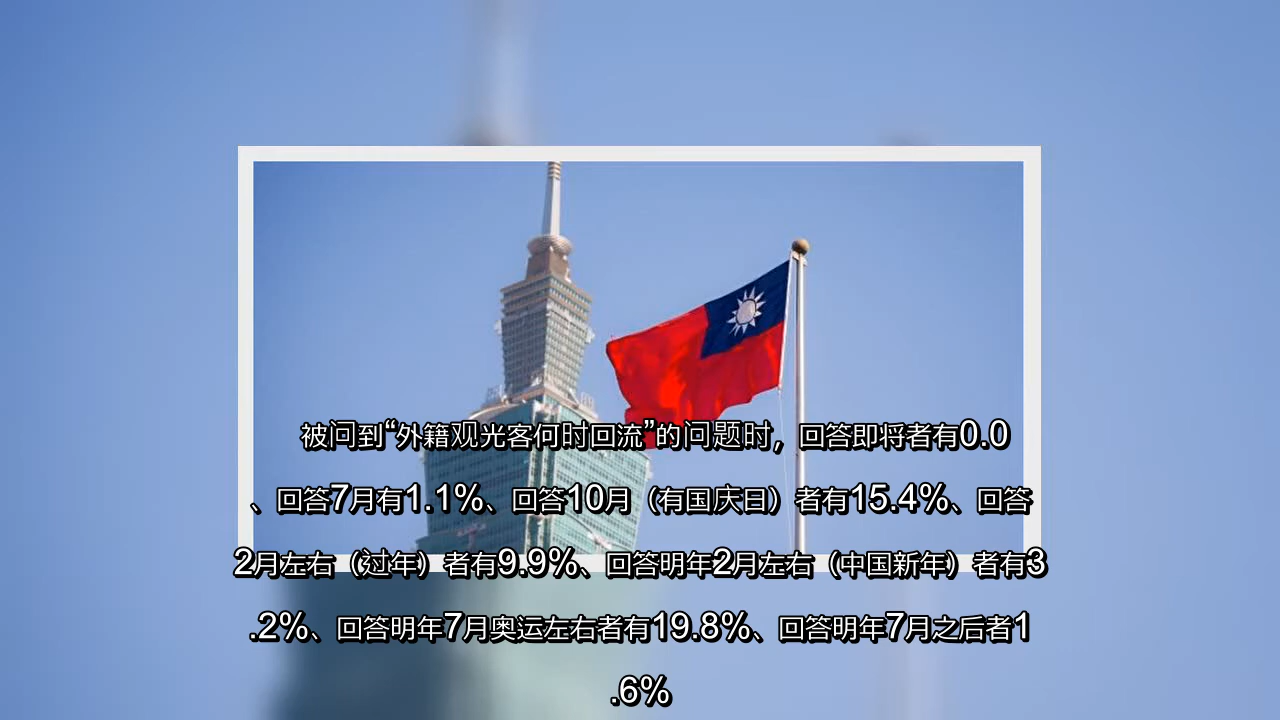 被问到“外籍观光客何时回流”的问题时，回答即将者有0.0
、回答7月有1.1%、回答10月（有国庆日）者有15.4%、回答
2月左右（过年）者有9.9%、回答明年2月左右（中国新年）者有3
.2%、回答明年7月奥运左右者有19.8%、回答明年7月之后者1
.6%